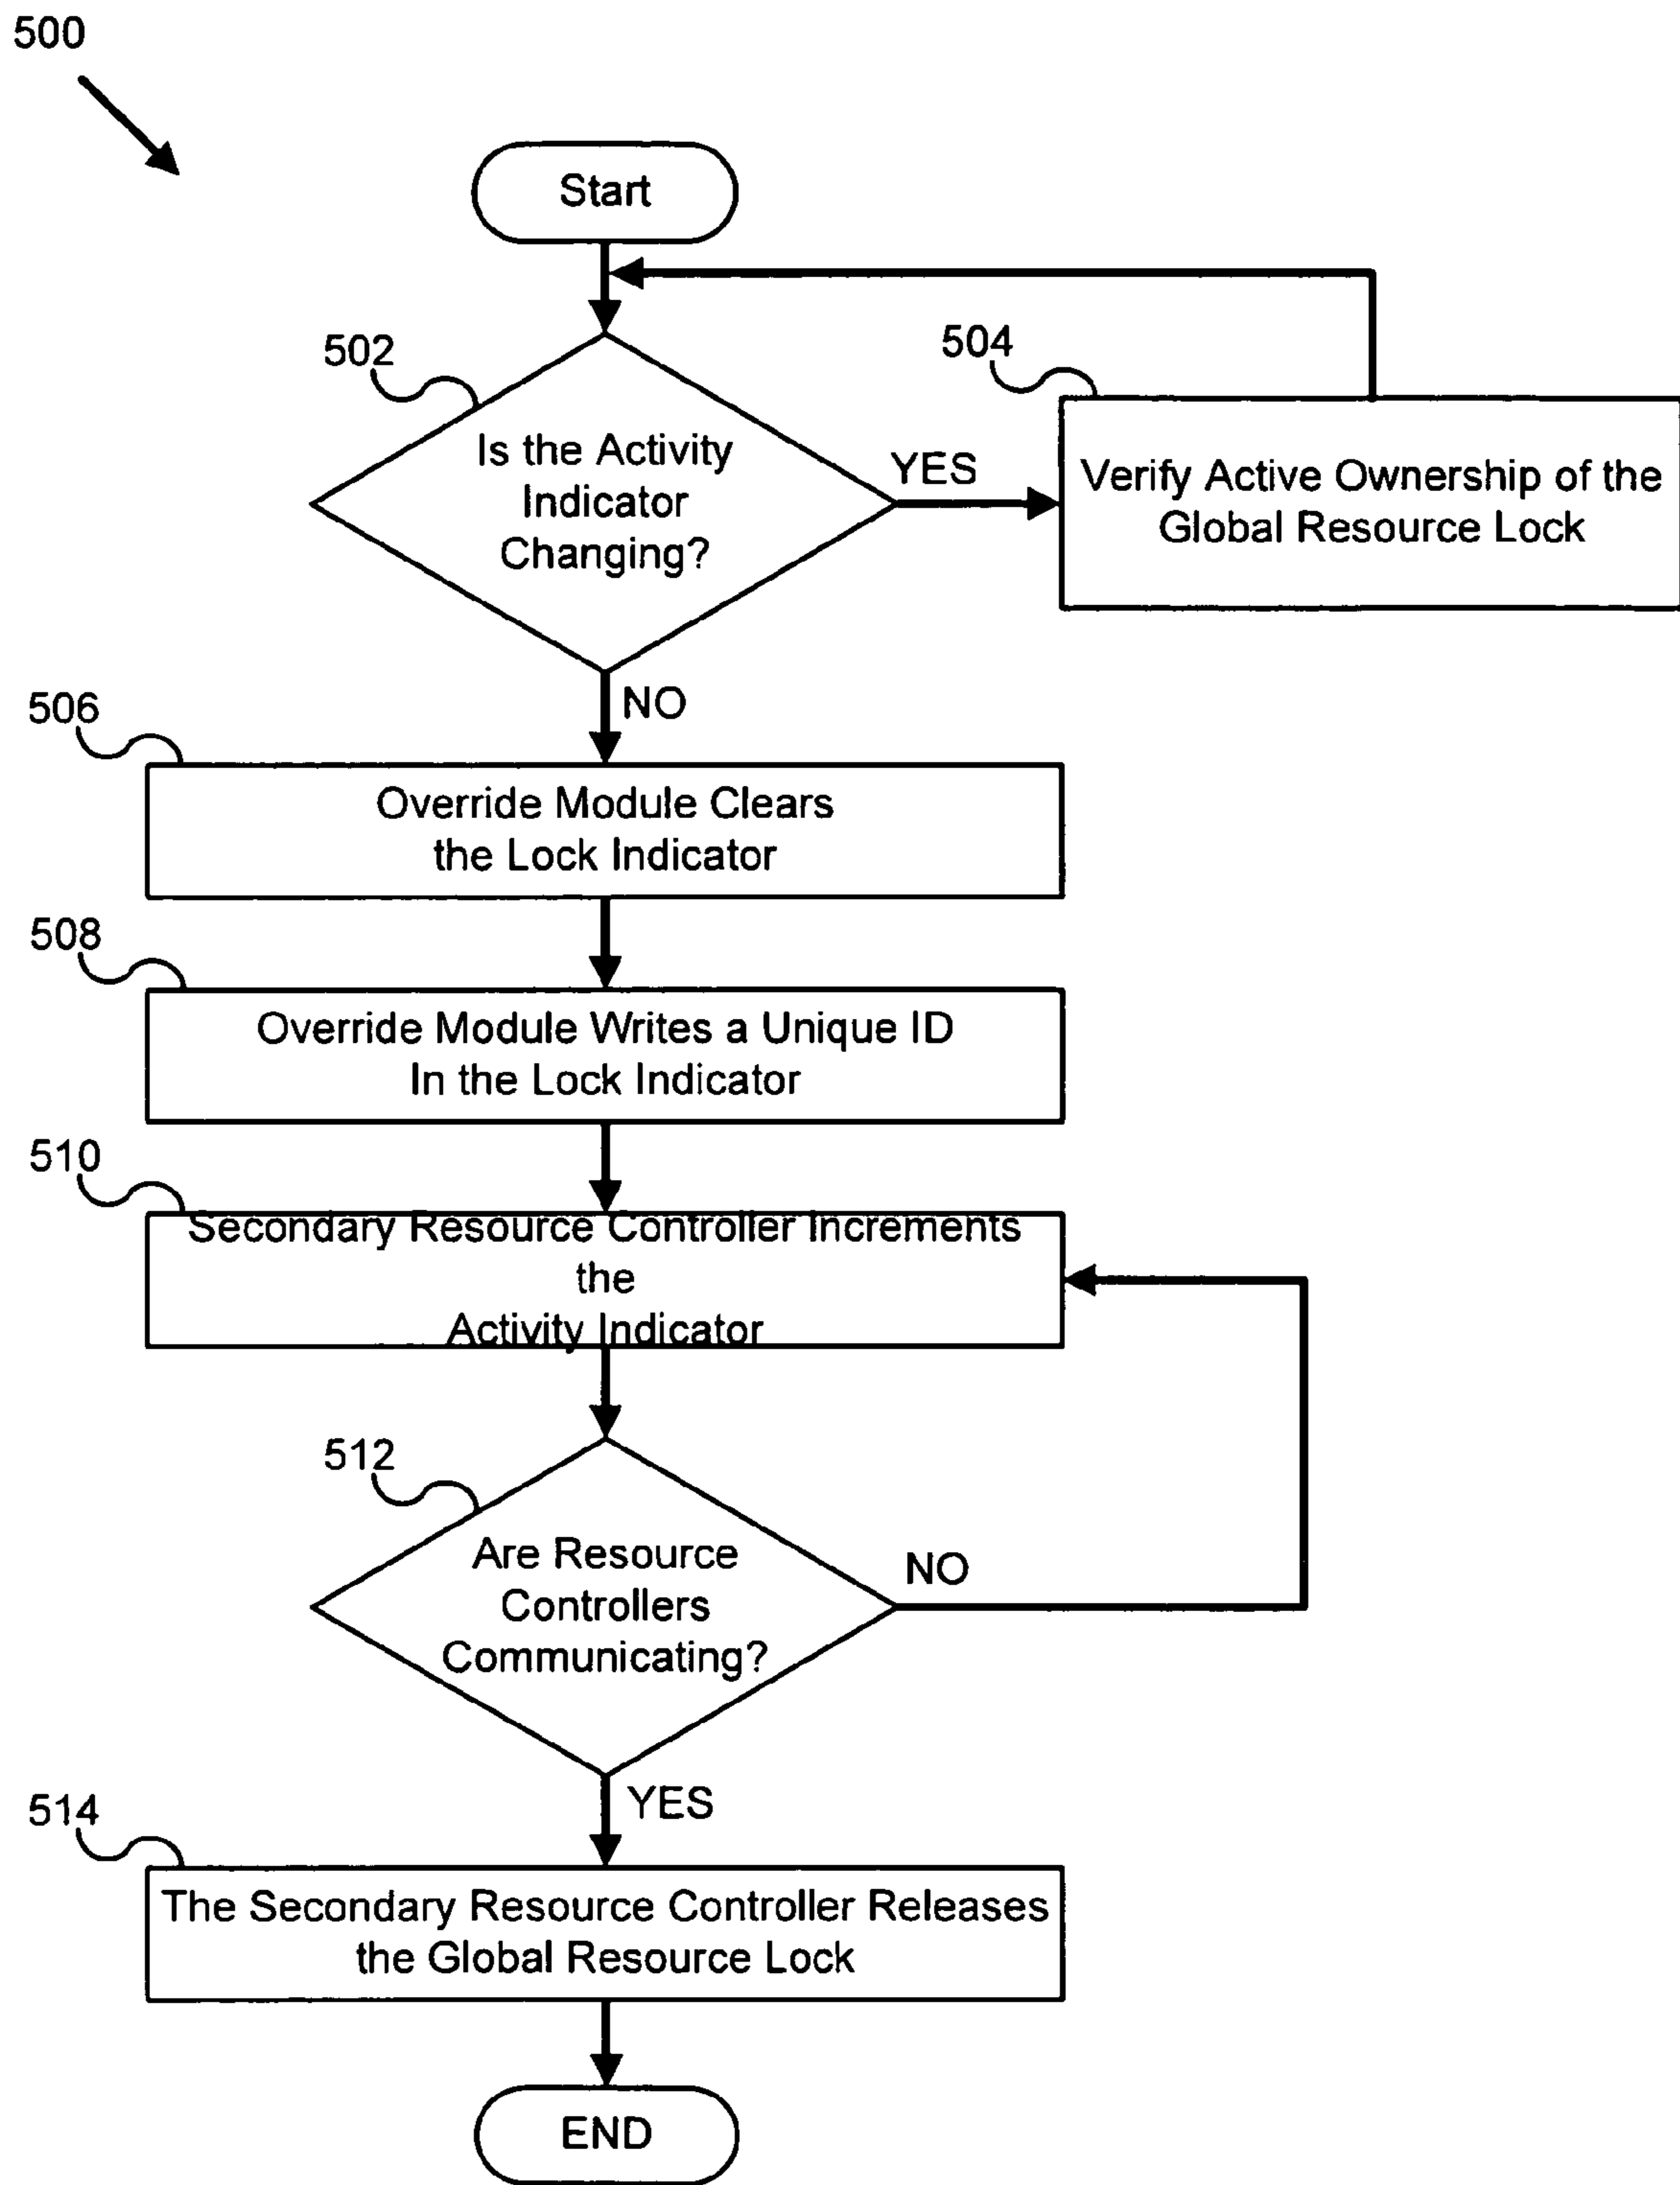 500
Start
502
Is the Activity
Indicator
Changing?
YES
504
Verify Active Ownership of the
Global Resource Lock
NO
506
Override Module Clears
the Lock Indicator
508
Override Module Writes a Unique ID
In the Lock Indicator
510
Secondary Resource Controller Increments
the
Activity Indicator
512
Are Resource
Controllers
Communicating?
NO
YES
514
The Secondary Resource Controller Releases
the Global Resource Lock
END